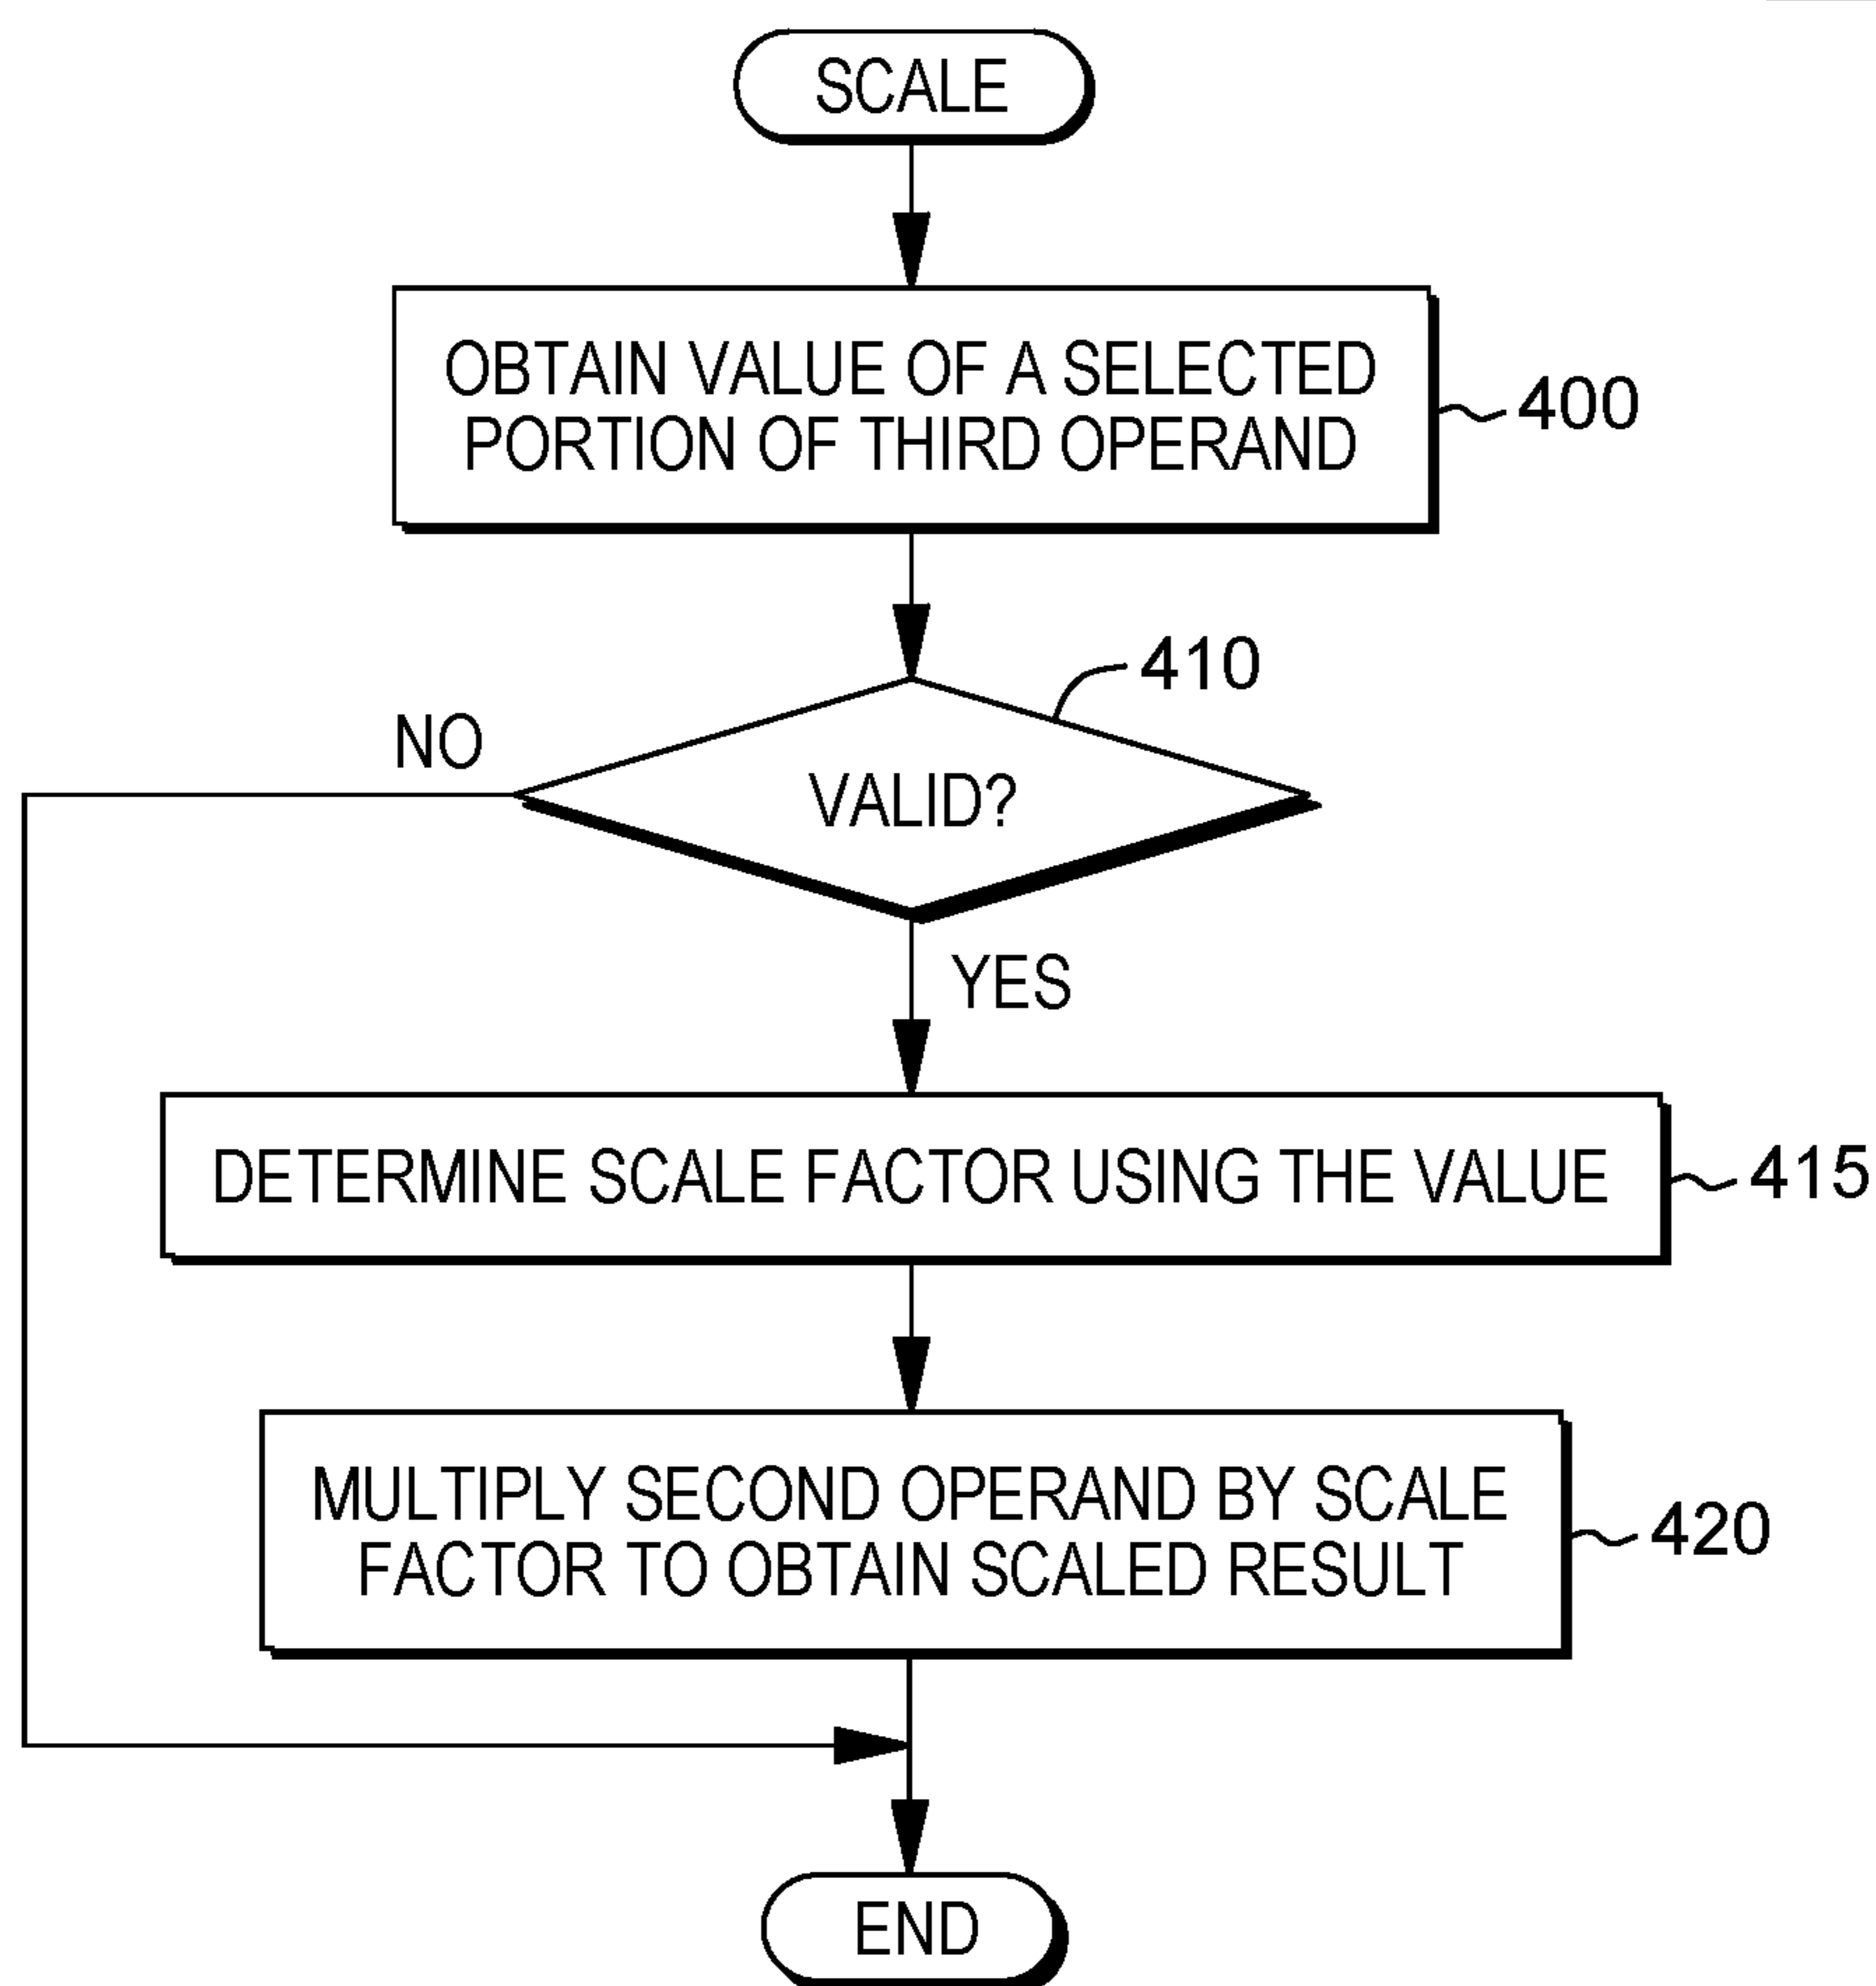 SCALE
OBTAIN VALUE OF A SELECTED
PORTION OF THIRD OPERAND
400
410
NO
VALID?
YES
DETERMINE SCALE FACTOR USING THE VALUE
415
MULTIPLY SECOND OPERAND BY SCALE
FACTOR TO OBTAIN SCALED RESULT
420
END